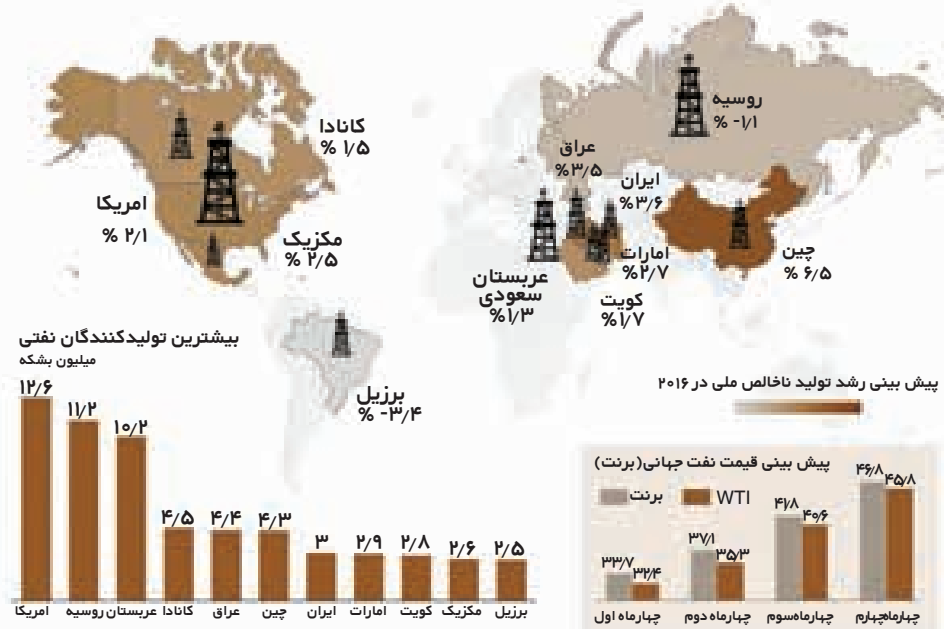 کانادا
% ۱/۵
امریکا
% ۲/۱
مکزیک
% ۲/۵
روسیه
% -۱/۱
عراق
%۳/۵
ایران
%۳/۶
امارات
%۲/۷
عربستان
سعودی
%۱/۳
کویت
%۱/۷
چین
% ۶/۵
برزیل
% -۳/۴
بیشترین تولیدکنندگان نفتی
میلیون بشکه
۱۲/۶ ۱۱/۲ ۱۰/۲ ۴/۵ ۴/۴ ۴/۳ ۳ ۲/۹ ۲/۸ ۲/۶ ۲/۵
امریکا روسیه عربستان کانادا عراق چین ایران امارات کویت مکزیک برزیل
پیش بینی رشد تولید ناخالص ملی در ۲۰۱۶
پیش بینی قیمت نفت جهانی(برنت)
برنت WTI
۳۳/۷ ۳۲/۴ ۳۷/۱ ۳۵/۳ ۴۱/۸ ۴۰/۶ ۴۶/۸ ۴۵/۸
چهارماه اول چهارماه دوم چهارماه‌سوم چهارماه‌چهارم